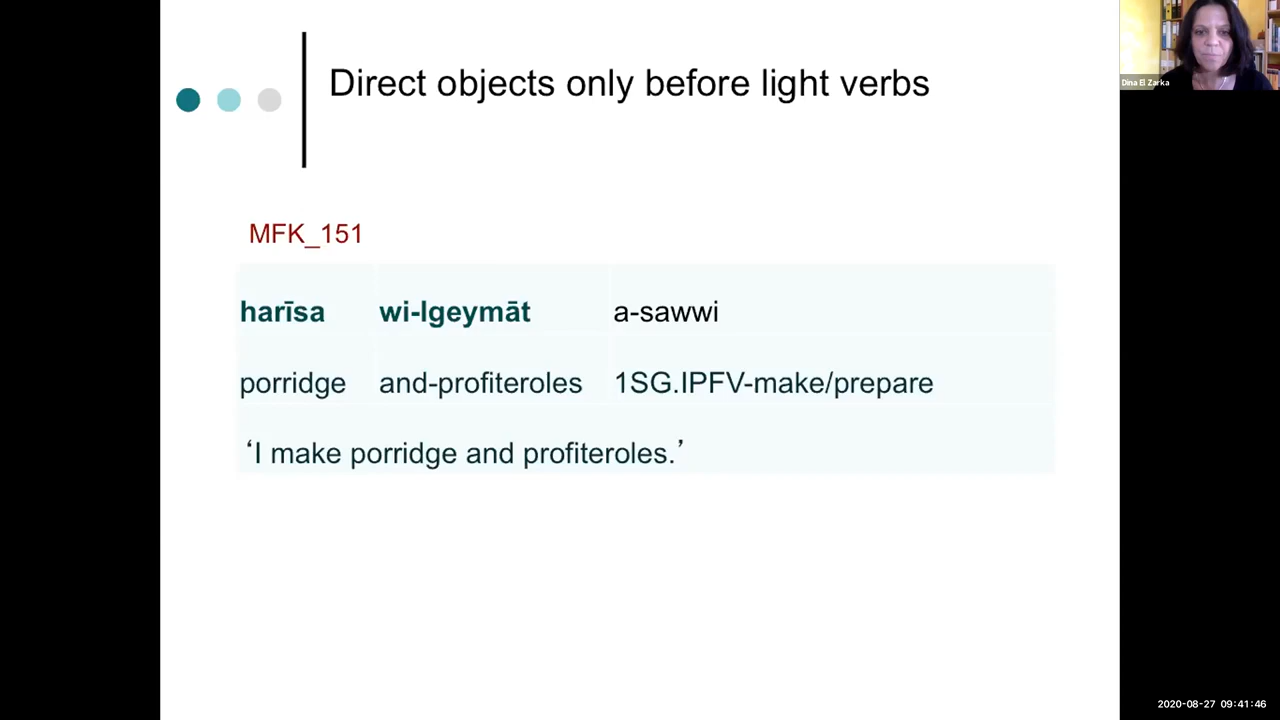 Direct objects only before light verbs
Dina El Zarka
MFK_151
harīsa wi-lgeymāt a-sawwi
porridge and-profiteroles 1SG.IPFV-make/prepare
‘I make porridge and profiteroles.’
2020-08-27 09:41:46